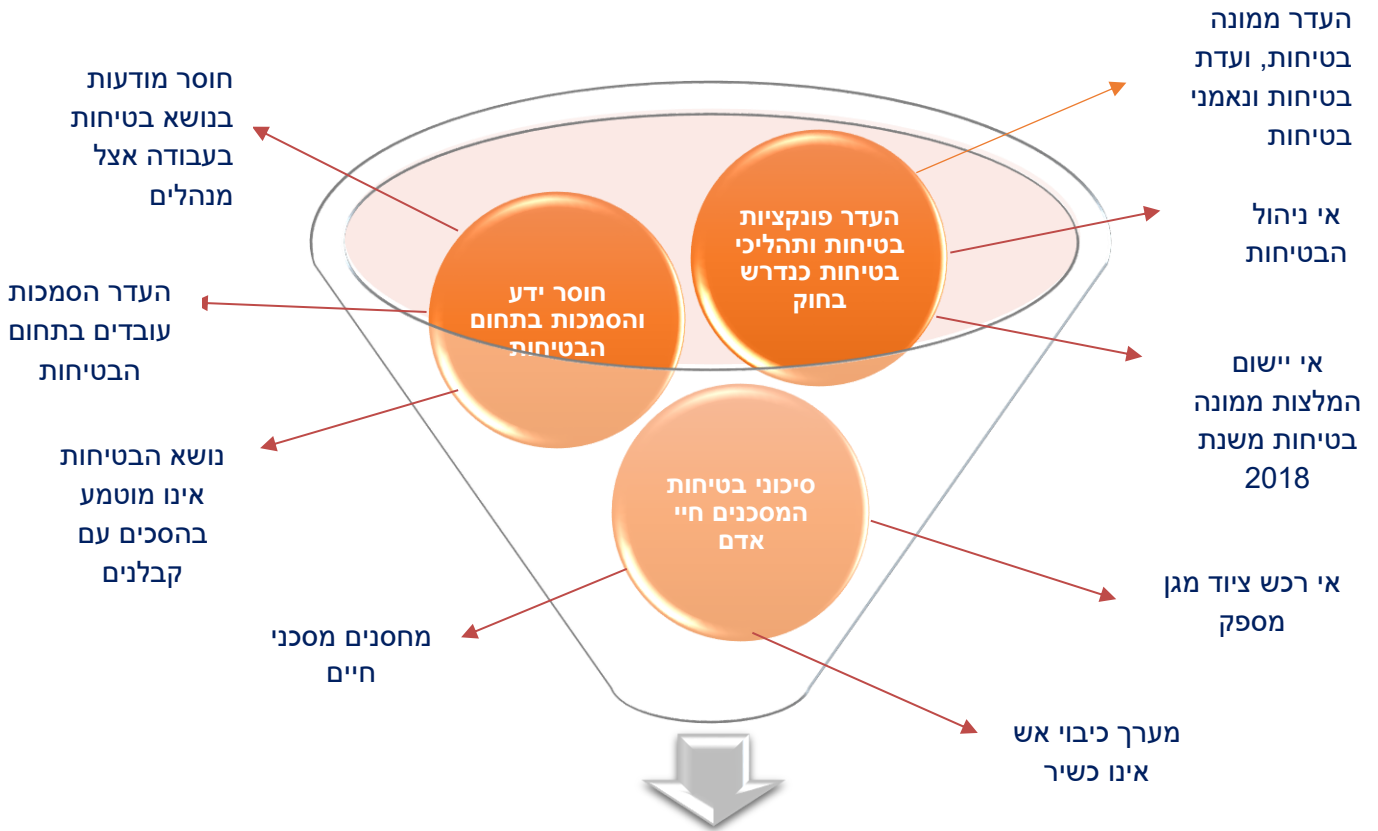 העדר ממונה
בטיחות, ועדת
בטיחות ונאמני
בטיחות
אי ניהול
הבטיחות
אי יישום
המלצות ממונה
בטיחות משנת
2018
אי רכש ציוד מגן
מספק
מערך כיבוי אש
אינו כשיר
העדר פונקציות
בטיחות ותהליכי
בטיחות כנדרש
בחוק
חוסר ידע
והסמכות בתחום
הבטיחות
סיכוני בטיחות
המסכנים חיי
אדם
חוסר מודעות
בנושא בטיחות
בעבודה אצל
מנהלים
העדר הסמכות
עובדים בתחום
הבטיחות
נושא הבטיחות
אינו מוטמע
בהסכים עם
קבלנים
מחסנים מסכני
חיים